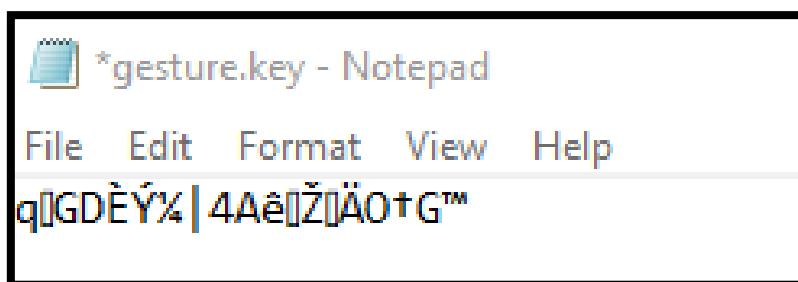 *gesture.key - Notepad
File Edit Format View Help
q▯GDÈÝ¼|4Aê▯Ž▯ÄO†G™